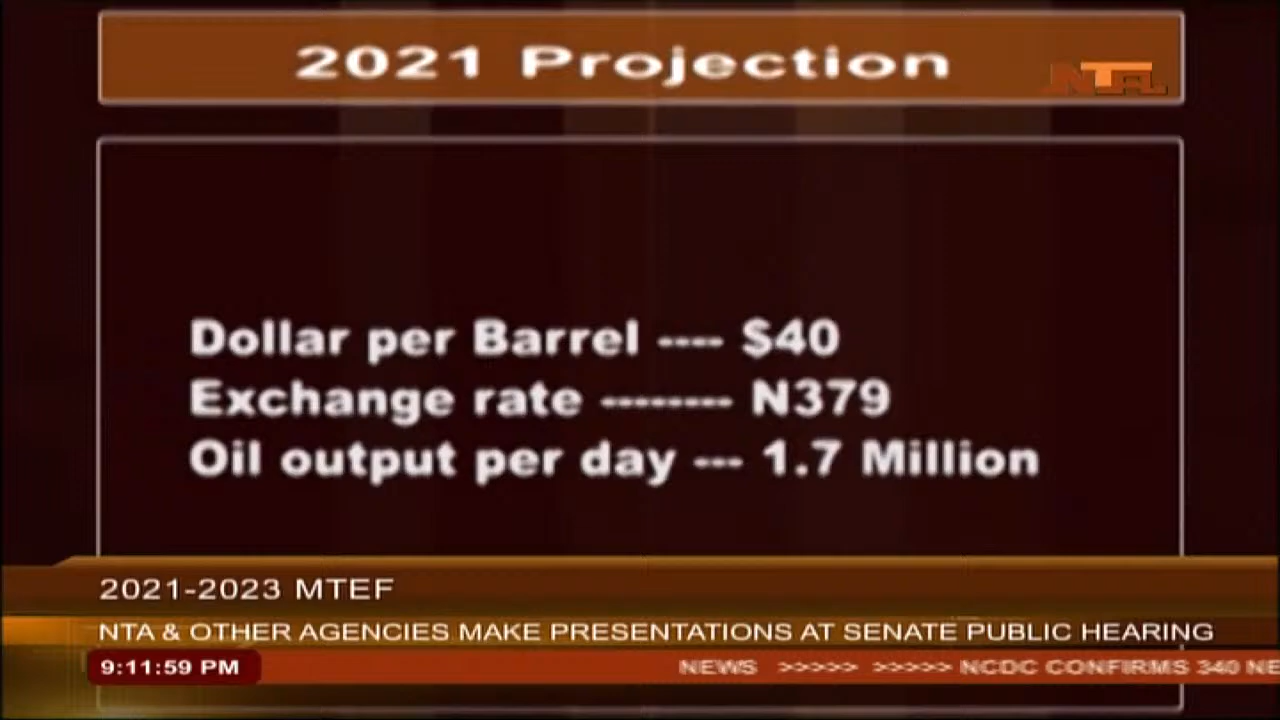 2021 Projection
NTA
Dollar per Barrel ---- $40
Exchange rate -------- N379
Oil output per day --- 1.7 Million
2021-2023 MTEF
NTA & OTHER AGENCIES MAKE PRESENTATIONS AT SENATE PUBLIC HEARING
9:11:59 PM
NEWS >>>>> >>>>> NCDC CONFIRMS 340 NE